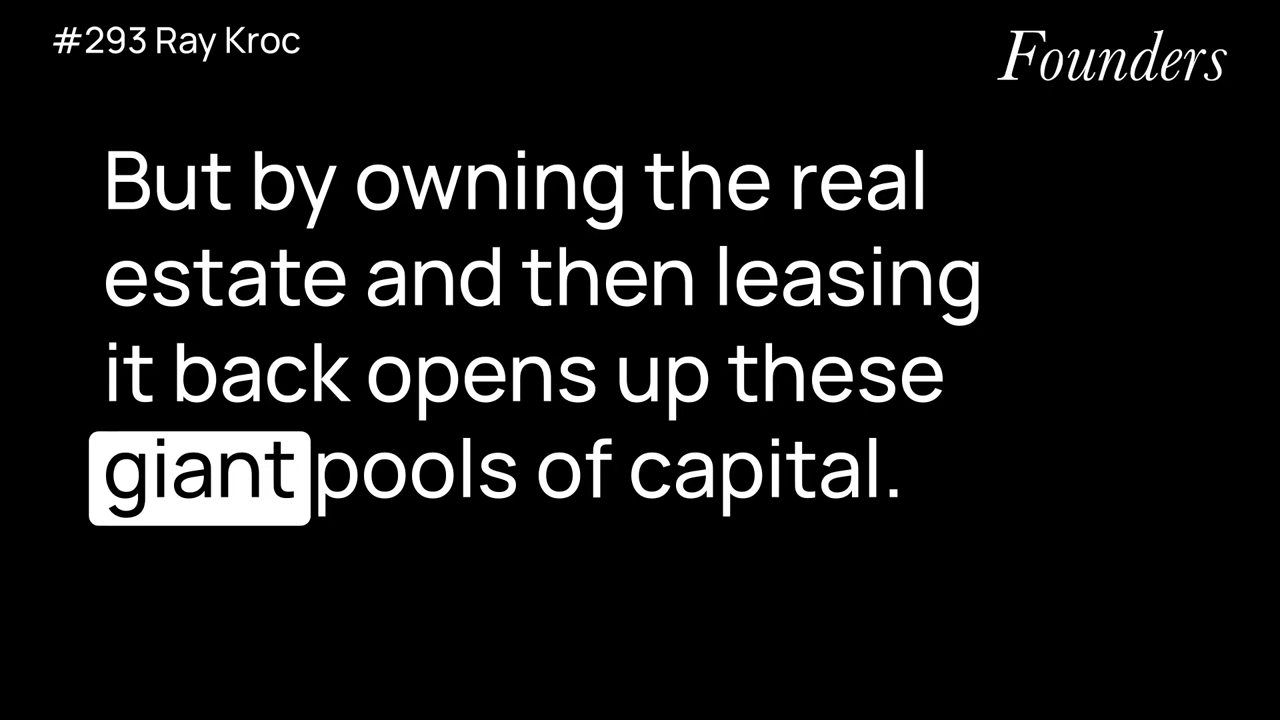 #293 Ray Kroc
Founders
But by owning the real
estate and then leasing
it back opens up these
giant pools of capital.